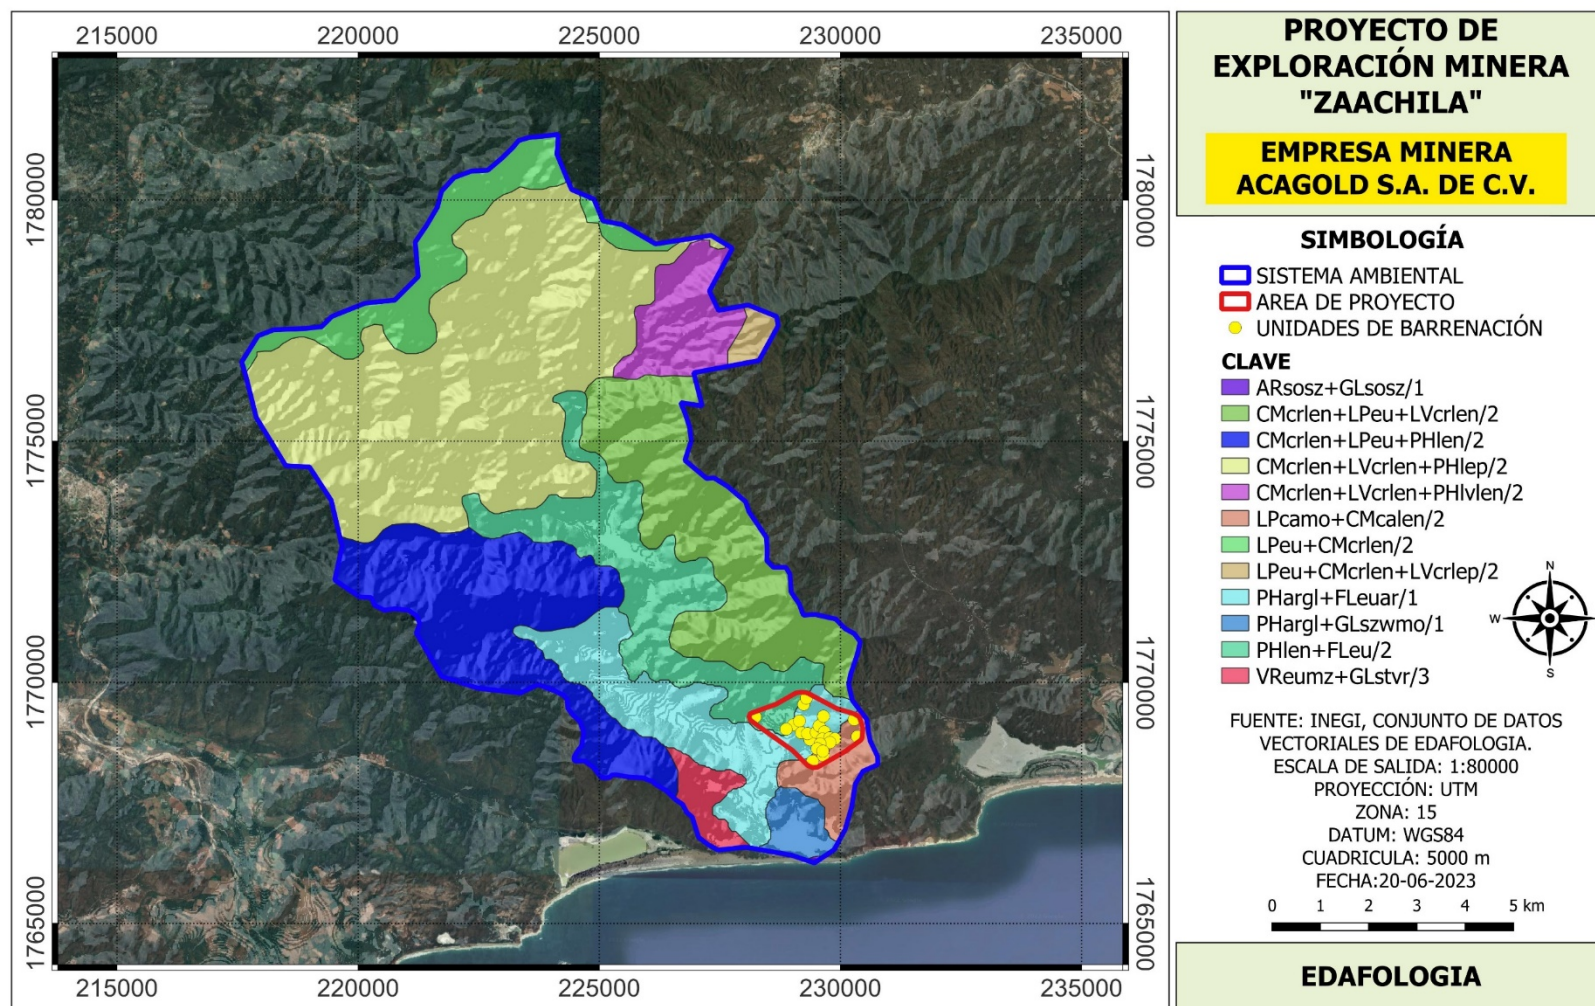 215000 220000 225000 230000 235000
1780000
1775000
1770000
1765000
1780000
1775000
1770000
1765000
215000 220000 225000 230000 235000
PROYECTO DE
EXPLORACIÓN MINERA
"ZAACHILA"
EMPRESA MINERA
ACAGOLD S.A. DE C.V.
SIMBOLOGÍA
SISTEMA AMBIENTAL
AREA DE PROYECTO
UNIDADES DE BARRENACIÓN
CLAVE
ARsosz+GLsosz/1
CMcrlen+LPeu+LVcrlen/2
CMcrlen+LPeu+PHlen/2
CMcrlen+LVcrlen+PHlep/2
CMcrlen+LVcrlen+PHlvlen/2
LPcamo+CMcalen/2
LPeu+CMcrlen/2
LPeu+CMcrlen+LVcrlep/2
PHargl+FLeuar/1
PHargl+GLszwmo/1
PHlen+FLeu/2
VReumz+GLstvr/3
N
W E
S
FUENTE: INEGI, CONJUNTO DE DATOS
VECTORIALES DE EDAFOLOGIA.
ESCALA DE SALIDA: 1:80000
PROYECCIÓN: UTM
ZONA: 15
DATUM: WGS84
CUADRICULA: 5000 m
FECHA:20-06-2023
0 1 2 3 4 5 km
EDAFOLOGIA